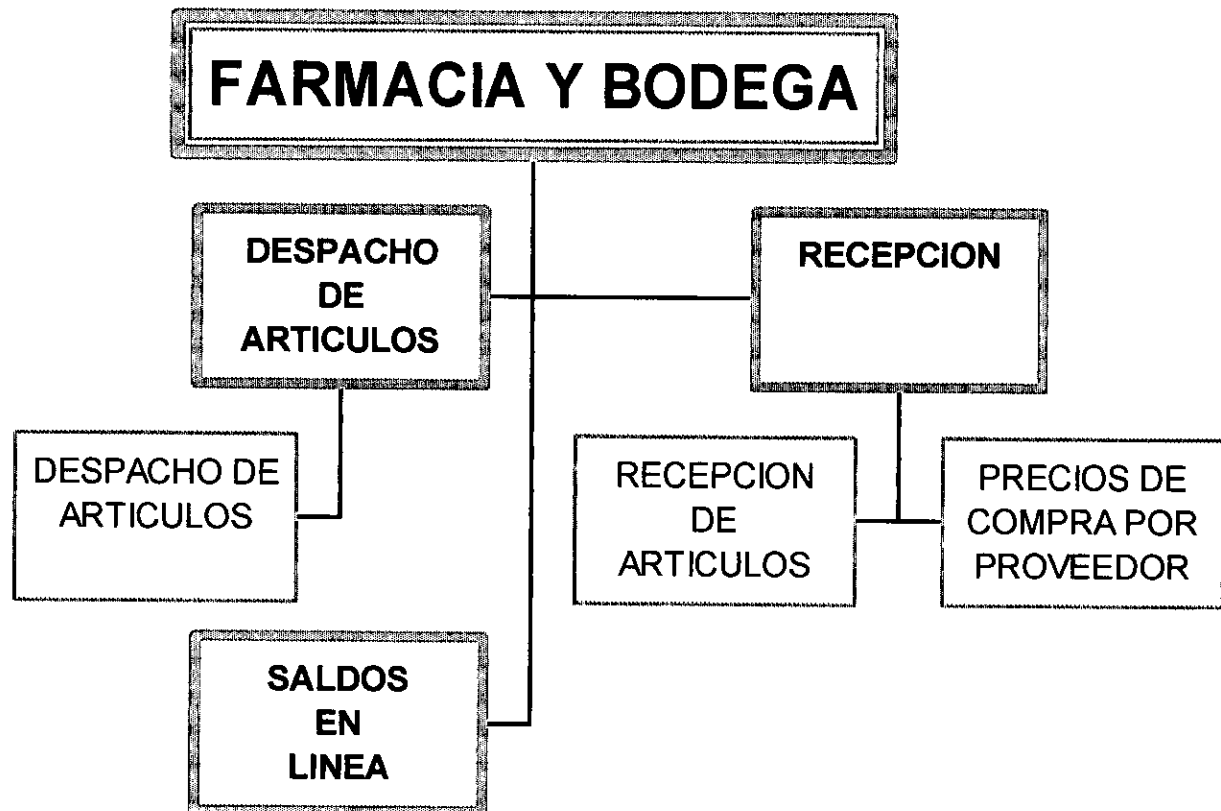 FARMACIA Y BODEGA
DESPACHO
DE
ARTICULOS
RECEPCION
DESPACHO DE
ARTICULOS
RECEPCION
DE
ARTICULOS
PRECIOS DE
COMPRA POR
PROVEEDOR
SALDOS
EN
LINEA